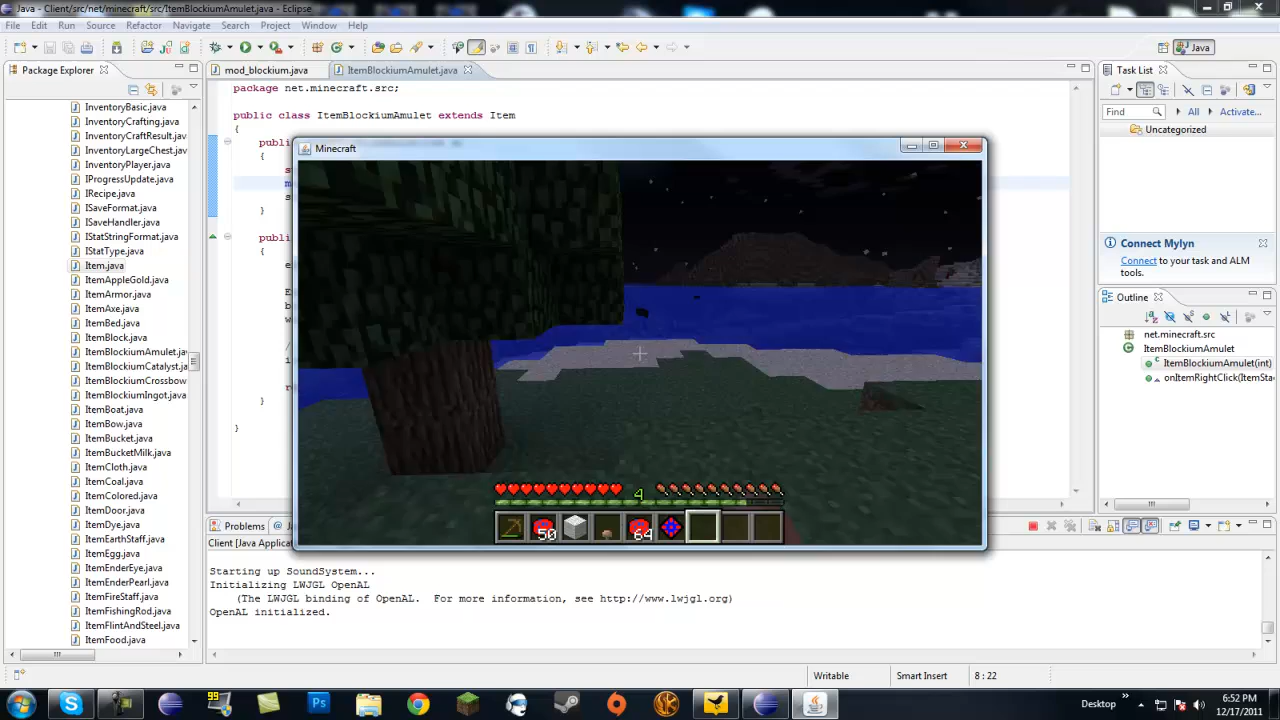 Java - Client/src/net/minecraft/src/ItemBlockiumAmulet.java - Eclipse
File Edit Run Source Refactor Navigate Search Project Window Help
Java
Package Explorer
mod_blockium.java
ItemBlockiumAmulet.java
Task List
InventoryBasic.java
InventoryCrafting.java
InventoryCraftResult.java
InventoryLargeChest.java
InventoryPlayer.java
IProgressUpdate.java
IRecipe.java
ISaveFormat.java
ISaveHandler.java
IStatStringFormat.java
IStatType.java
Item.java
ItemAppleGold.java
ItemArmor.java
ItemAxe.java
ItemBed.java
ItemBlock.java
ItemBlockiumAmulet.ja
ItemBlockiumCatalyst.
ItemBlockiumCrossbow
ItemBlockiumIngot.java
ItemBoat.java
ItemBow.java
ItemBucket.java
ItemBucketMilk.java
ItemCloth.java
ItemCoal.java
ItemColored.java
ItemDoor.java
ItemDye.java
ItemEarthStaff.java
ItemEgg.java
ItemEnderEye.java
ItemEnderPearl.java
ItemFireStaff.java
ItemFishingRod.java
ItemFlintAndSteel.java
ItemFood.java
package net.minecraft.src;
public class ItemBlockiumAmulet extends Item
{
{
}
{
}
}
Minecraft
4
50
64
Find All Activate...
Uncategorized
Connect Mylyn
Connect to your task and ALM
tools.
Outline
net.minecraft.src
ItemBlockiumAmulet
ItemBlockiumAmulet(int)
onItemRightClick(ItemSta
Problems
Client [Java Applicat
Starting up SoundSystem...
Initializing LWJGL OpenAL
(The LWJGL binding of OpenAL. For more information, see http://www.lwjgl.org)
OpenAL initialized.
Writable Smart Insert 8 : 22
99
Ps
Desktop
6:52 PM
12/17/2011